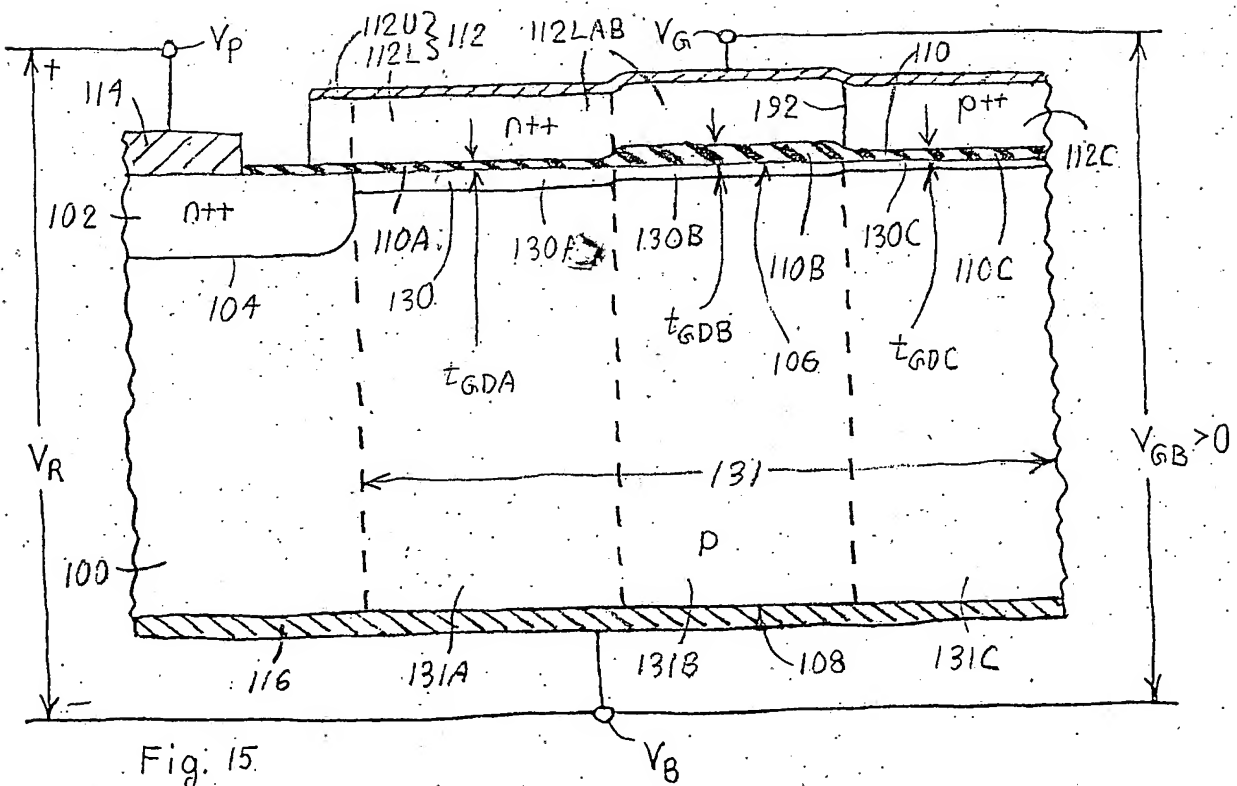 VP
112U } 112
112L
112LAB
VG
110
+
114
192
p++
n++
112C
102
n++
110A
130A
130B
110B
130C
110C
104
130
tGDB
106
tGDC
tGDA
VR
VGB >0
131
p
100
116
131A
131B
108
131C
−
VB
Fig. 15